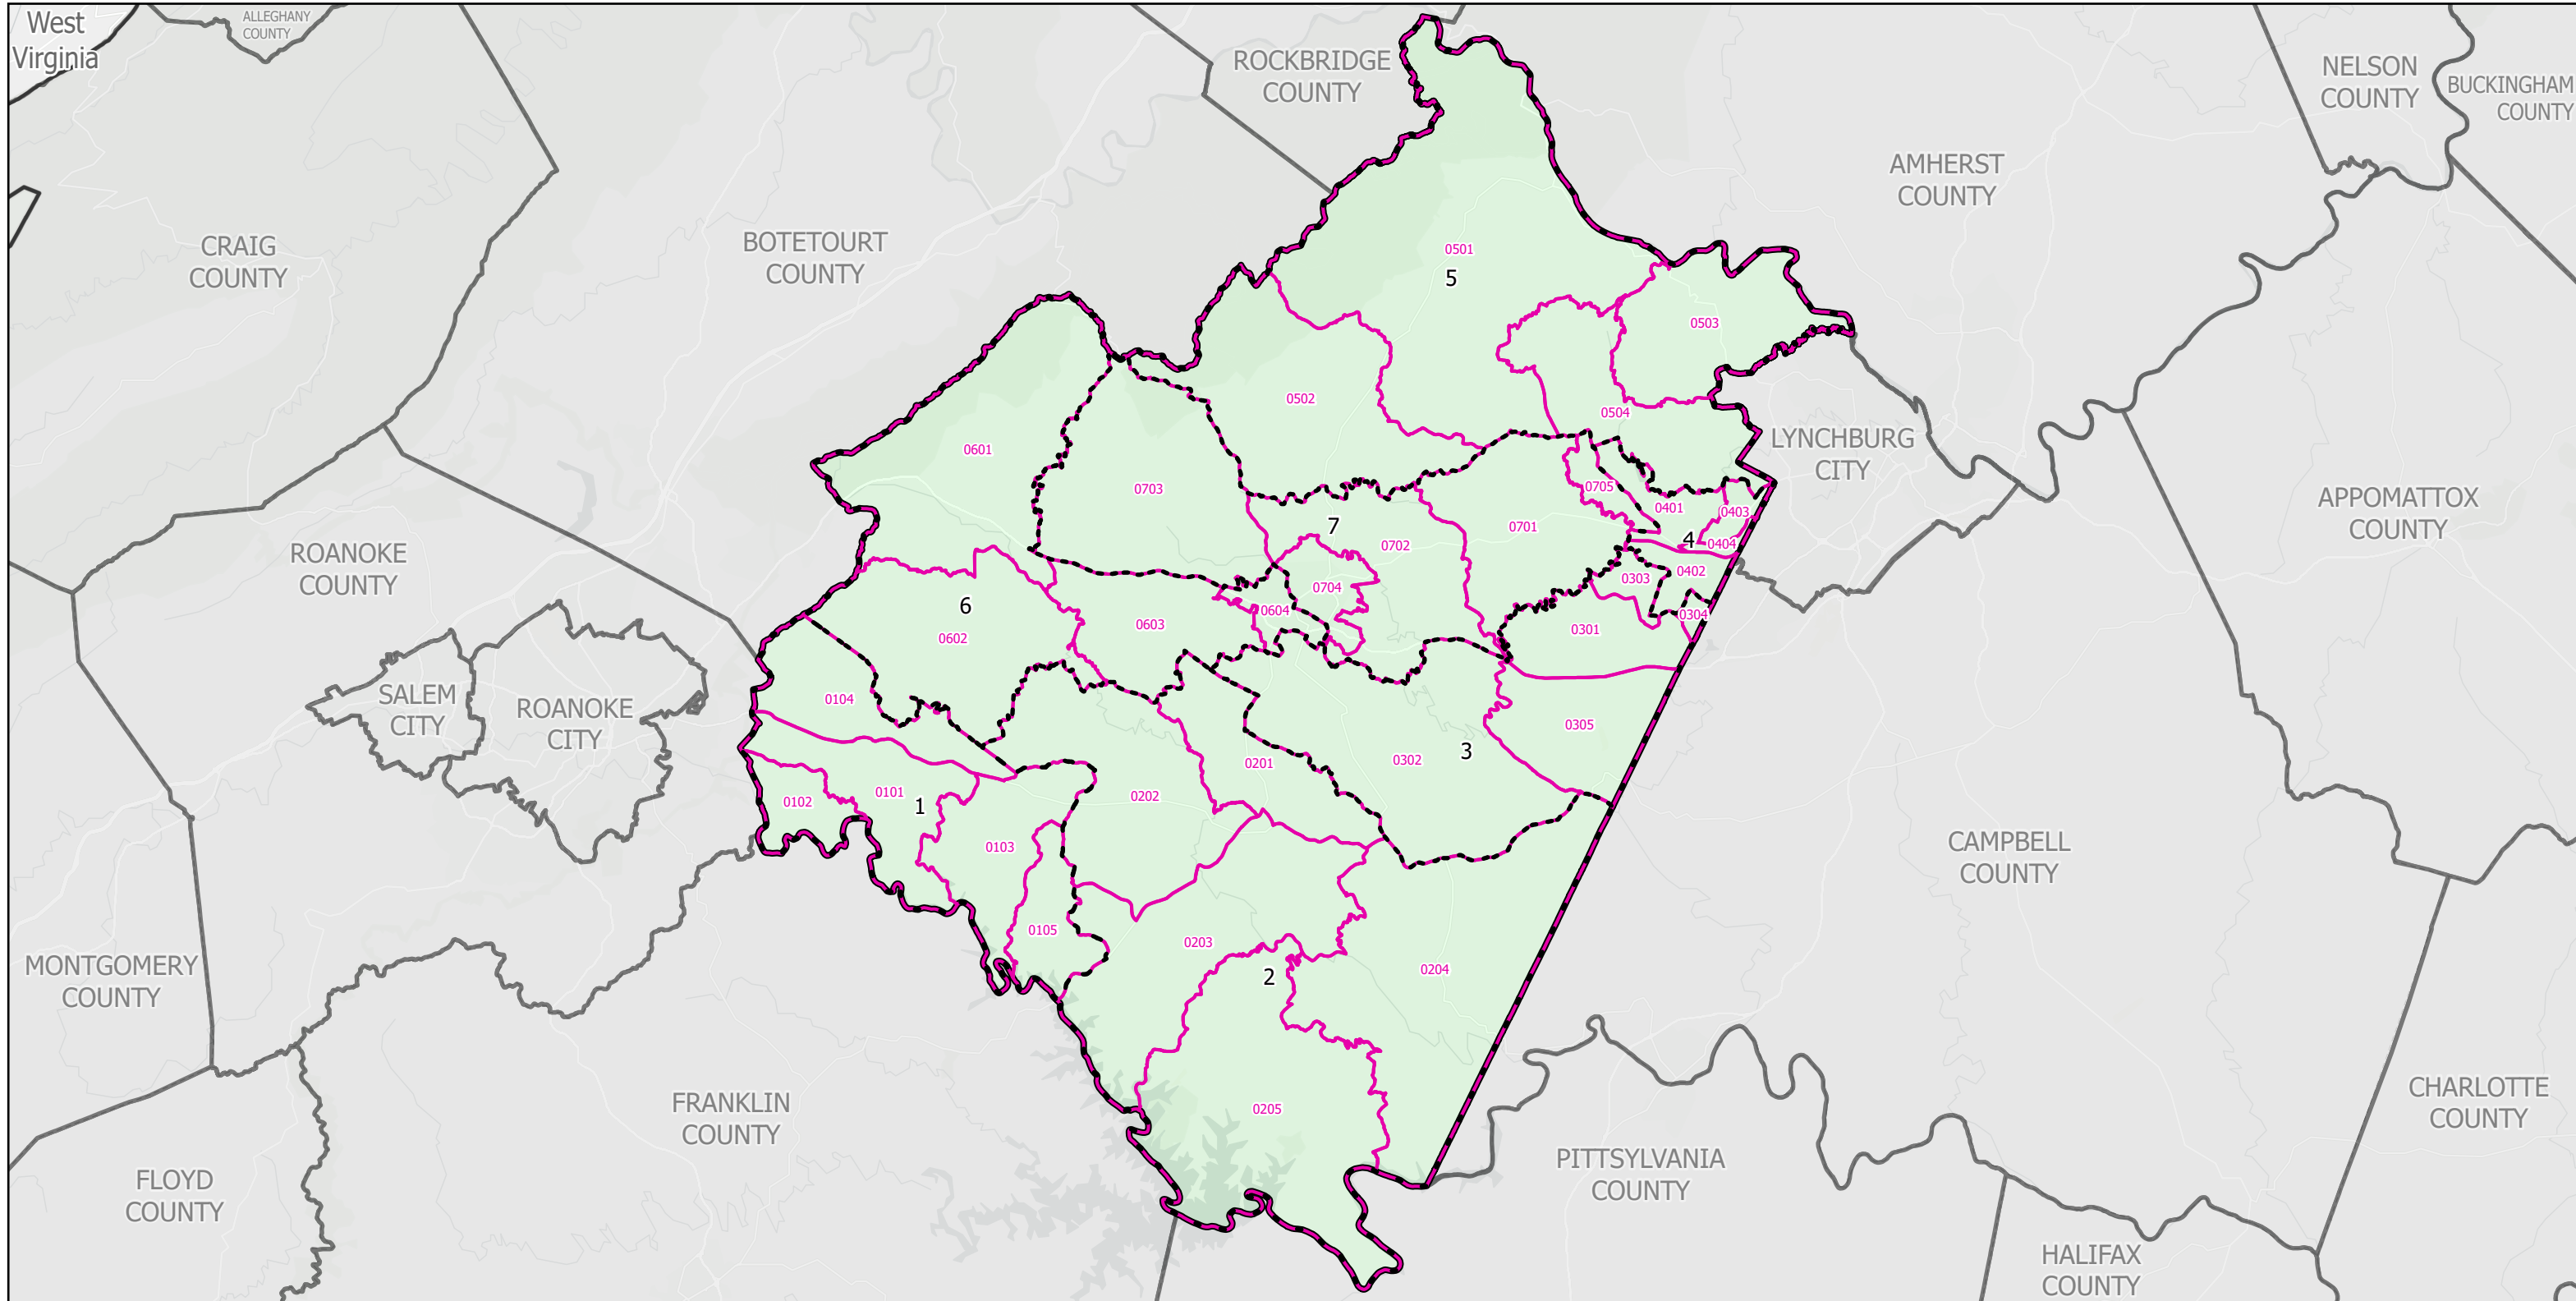 West
Virginia
ALLEGHANY
COUNTY
ROCKBRIDGE
COUNTY
NELSON
COUNTY
BUCKINGHAM
COUNTY
AMHERST
COUNTY
CRAIG
COUNTY
BOTETOURT
COUNTY
0501
5
0503
0502
0504
LYNCHBURG
CITY
0601
0703
0705
0401
0403
APPOMATTOX
COUNTY
7
0701
0702
4
0404
ROANOKE
COUNTY
0303
0402
0704
6
0604
0304
0602
0603
0301
SALEM
CITY
0104
ROANOKE
CITY
0305
3
0302
0201
0202
0101
0102
1
0103
CAMPBELL
COUNTY
0105
0203
2
0204
MONTGOMERY
COUNTY
FRANKLIN
COUNTY
0205
CHARLOTTE
COUNTY
PITTSYLVANIA
COUNTY
FLOYD
COUNTY
HALIFAX
COUNTY